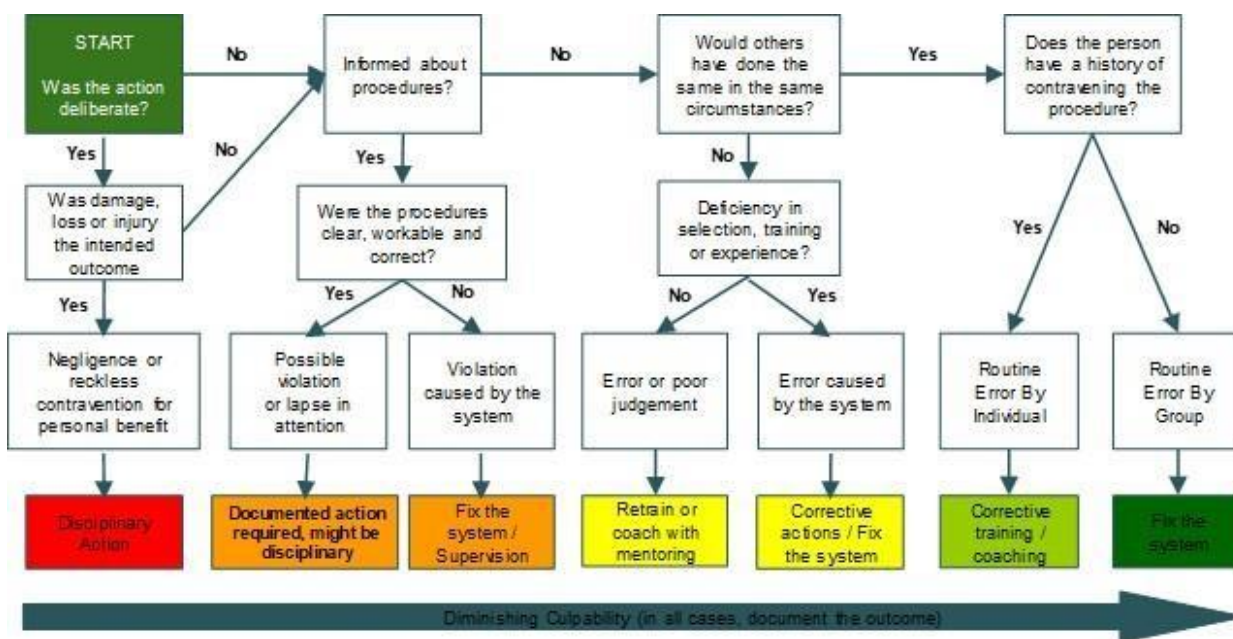 START
Was the action
deliberate?
No
Informed about
procedures?
No
Would others
have done the
same in the same
circumstances?
Yes
Does the person
have a history of
contravening the
procedure?
Yes
No
Yes
No
Was damage,
loss or injury
the intended
outcome
Were the procedures
clear, workable and
correct?
Deficiency in
selection, training
or experience?
Yes
No
Yes
Yes
No
No
Yes
Negligence or
reckless
contravention for
personal benefit
Possible
violation
or lapse in
attention
Violation
caused by the
system
Error or poor
judgement
Error caused
by the system
Routine
Error By
Individual
Routine
Error By
Group
Disciplinary
Action
Documented action
required, might be
disciplinary
Fix the
system /
Supervision
Retrain or
coach with
mentoring
Corrective
actions / Fix
the system
Corrective
training /
coaching
Fix the
system
Diminishing Culpability (in all cases, document the outcome)